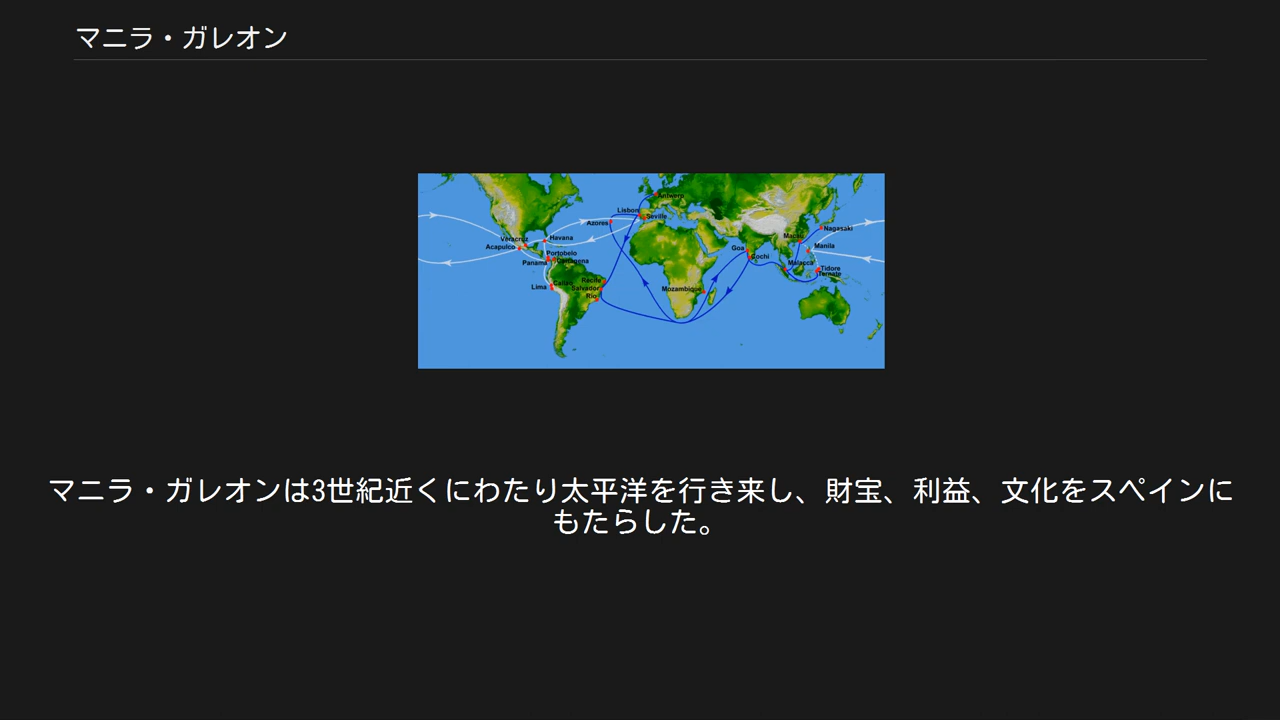 マニラ・ガレオン
Antwerp
Lisbon
Seville
Azores
Nagasaki
Macau
Veracruz
Havana
Acapulco
Goa
Manila
Portobelo
Cochi
Cartagena
Panama
Malacca
Tidore
Ternate
Recife
Callao
Lima
Salvador
Mozambique
Rio
マニラ・ガレオンは3世紀近くにわたり太平洋を行き来し、財宝、利益、文化をスペインに
もたらした。